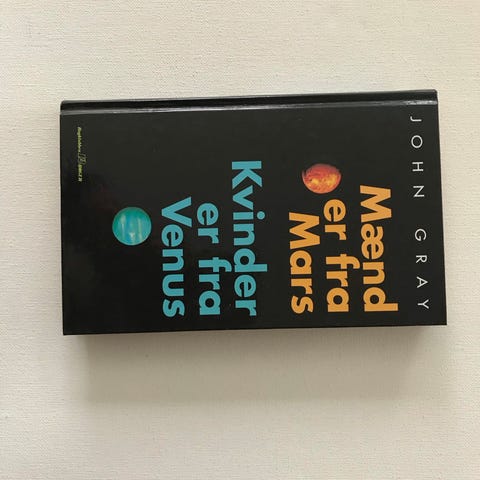 JOHN GRAY
Mænd
er fra
Mars
Kvinder
er fra
Venus